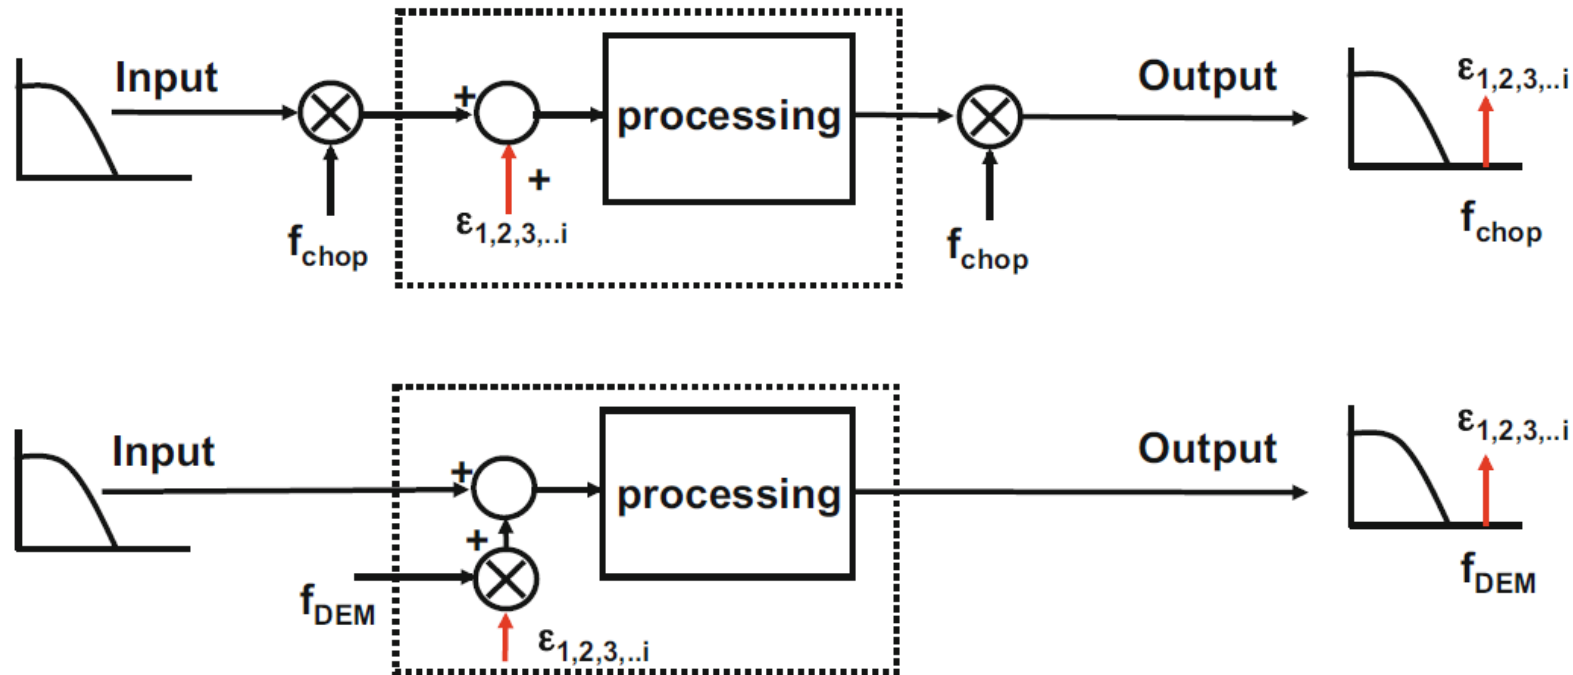 Input
+
processing
+
ε1,2,3,..i
fchop
fchop
Output
ε1,2,3,..i
fchop
Input
+
processing
+
fDEM
ε1,2,3,..i
Output
ε1,2,3,..i
fDEM